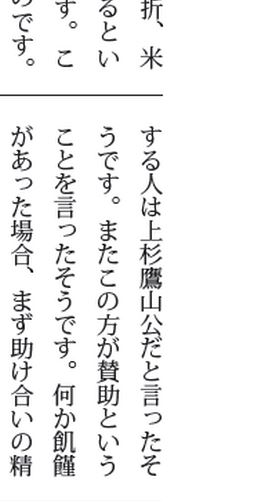 折、米
るとい
す。こ
のです。
する人は上杉鷹山公だと言ったそ
うです。またこの方が賛助という
ことを言ったそうです。何か飢饉
があった場合、まず助け合いの精